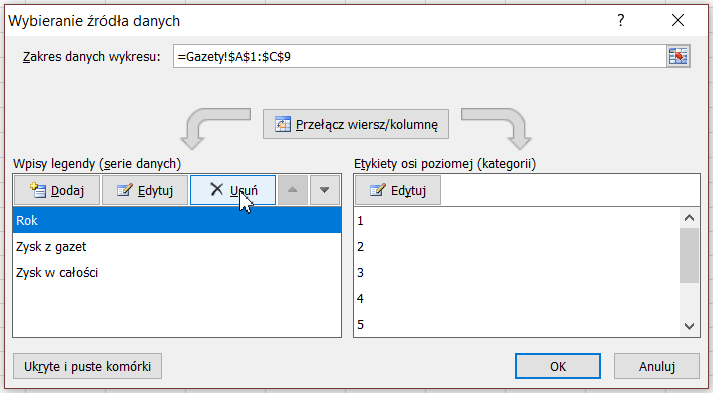 Wybieranie źródła danych
Zakres danych wykresu: =Gazety!$A$1:$C$9
Przełącz wiersz/kolumnę
Wpisy legendy (serie danych)
Dodaj Edytuj Usuń
Rok
Zysk z gazet
Zysk w całości
Etykiety osi poziomej (kategorii)
Edytuj
1
2
3
4
5
Ukryte i puste komórki
OK Anuluj